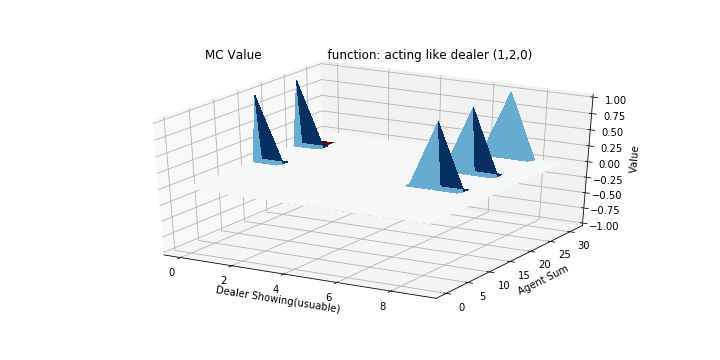 MC Value function: acting like dealer (1,2,0)
1.00
0.75
0.50
0.25
0.00
−0.25
−0.50
−0.75
−1.00
Value
0 2 4 6 8
Dealer Showing(usuable)
0 5 10 15 20 25 30
Agent Sum